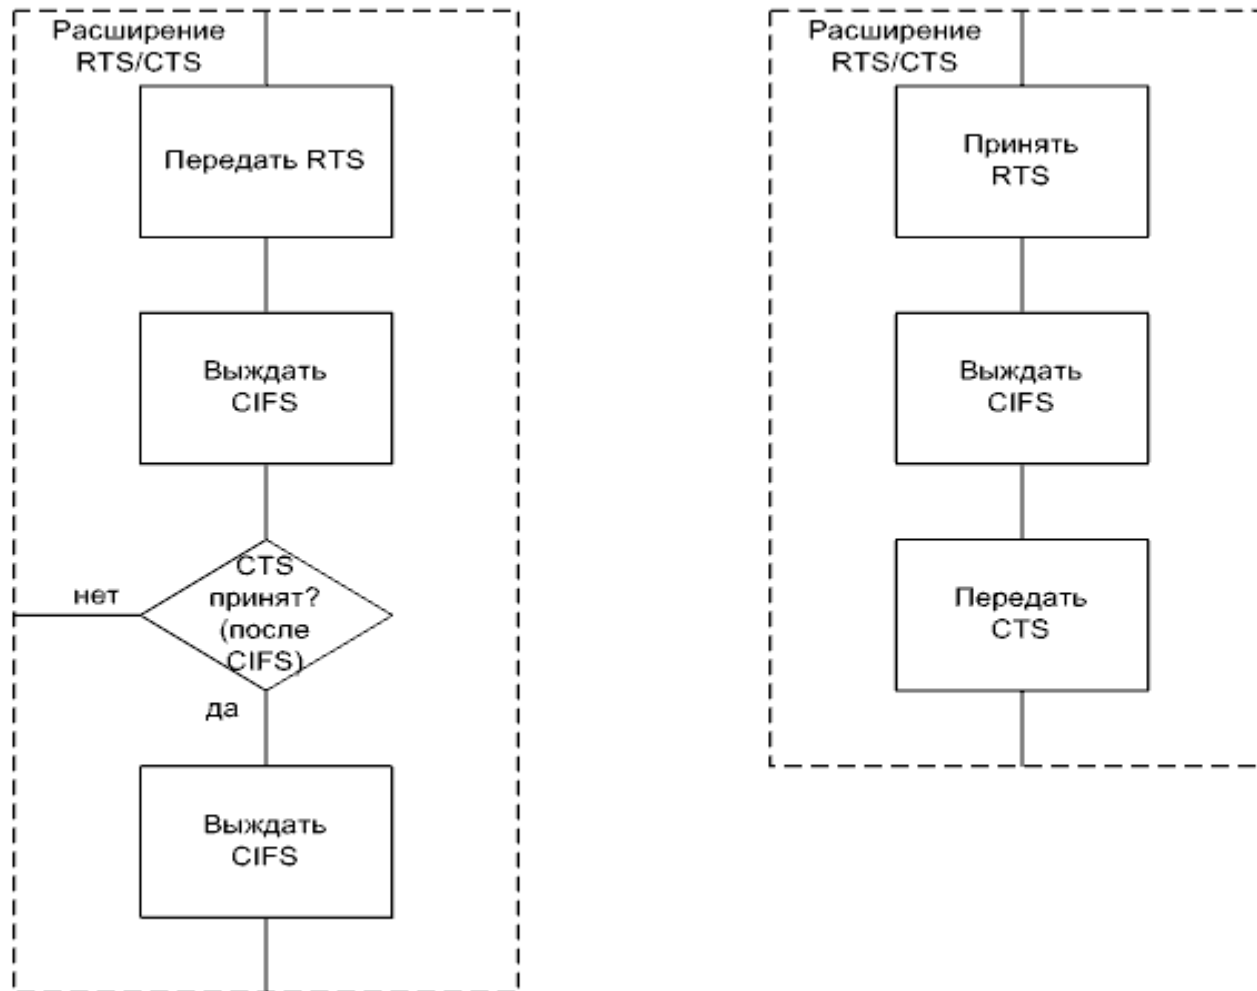 Расширение
RTS/CTS
Передать RTS
Выждать
CIFS
CTS
принят?
(после
CIFS)
нет
да
Выждать
CIFS
Расширение
RTS/CTS
Принять
RTS
Выждать
CIFS
Передать
CTS